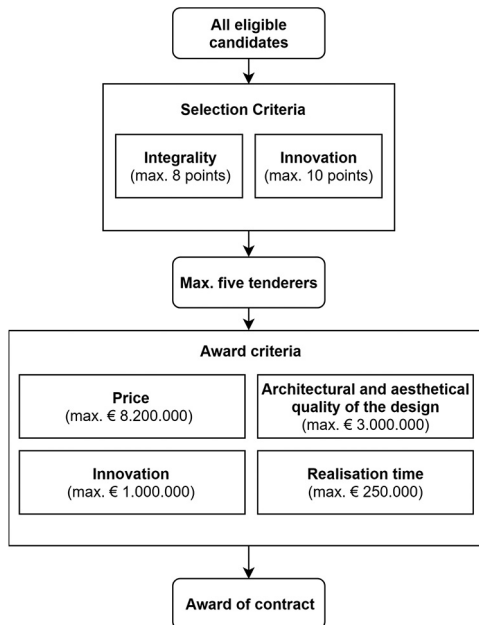 All eligible
candidates
Selection Criteria
Integrality
(max. 8 points)
Innovation
(max. 10 points)
Max. five tenderers
Award criteria
Price
(max. € 8.200.000)
Architectural and aesthetical
quality of the design
(max. € 3.000.000)
Innovation
(max. € 1.000.000)
Realisation time
(max. € 250.000)
Award of contract